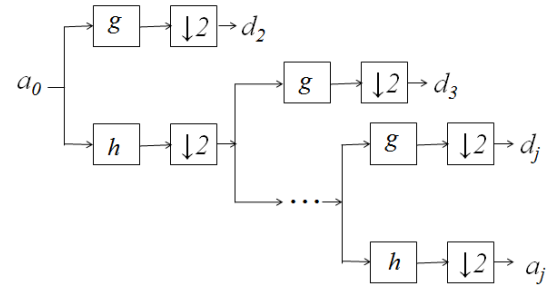 g ↓2 d₂
a₀
g ↓2 d₃
h ↓2
g ↓2 dⱼ
...
h ↓2 aⱼ